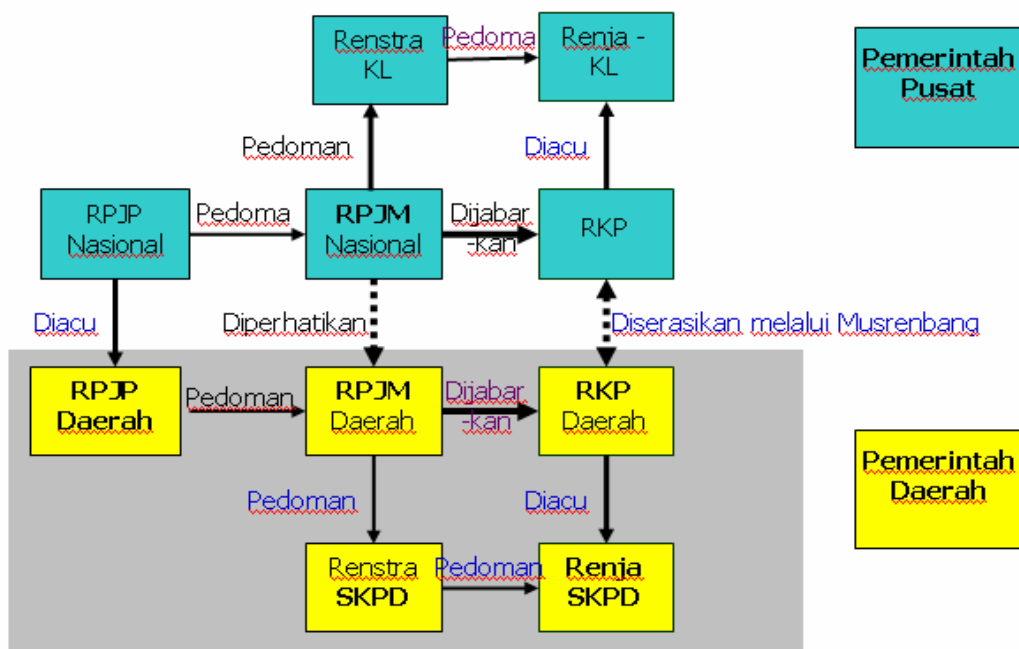 Renstra
KL
Pedoma
Renja -
KL
Pemerintah
Pusat
Pedoman
Diacu
RPJP
Nasional
Pedoma
RPJM
Nasional
Dijabar
-kan
RKP
Diacu
Diperhatikan
Diserasikan melalui Musrenbang
RPJP
Daerah
Pedoman
RPJM
Daerah
Dijabar
-kan
RKP
Daerah
Pemerintah
Daerah
Pedoman
Diacu
Renstra
SKPD
Pedoman
Renja
SKPD